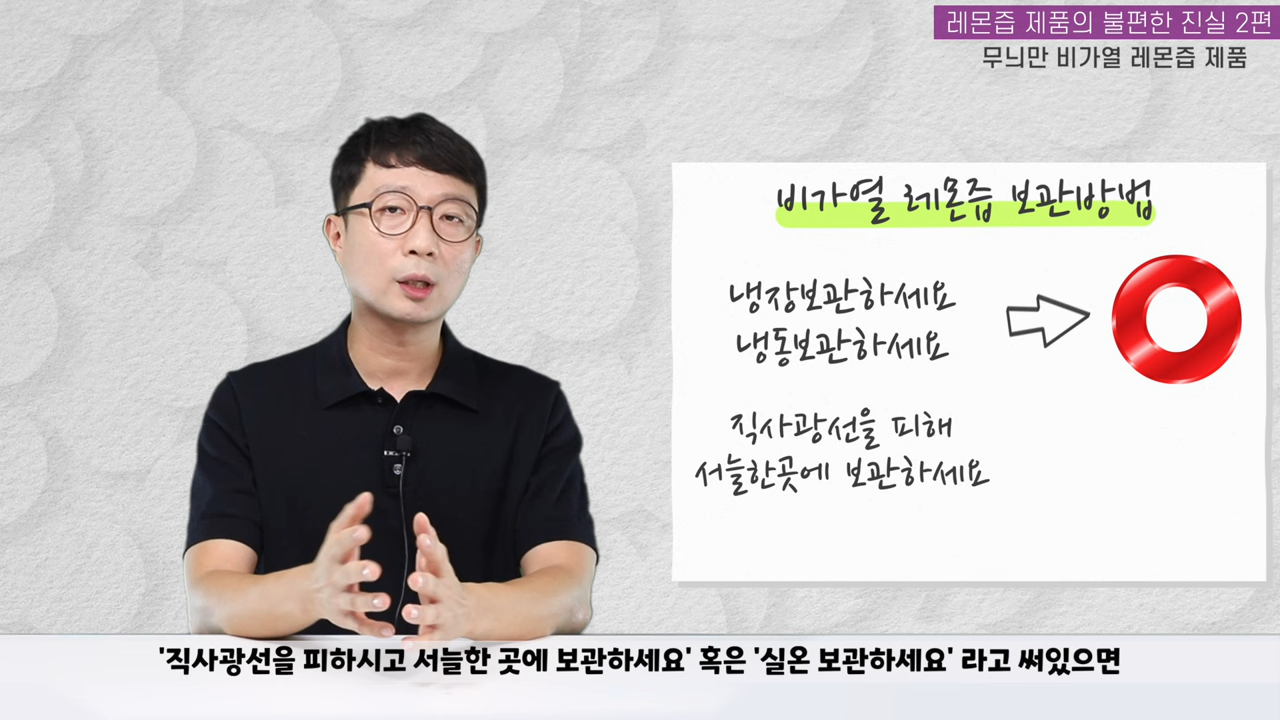 레몬즙 제품의 불편한 진실 2편
무늬만 비가열 레몬즙 제품
비가열 레몬즙 보관방법
냉장보관하세요
냉동보관하세요
직사광선을 피해
서늘한곳에 보관하세요
'직사광선을 피하시고 서늘한 곳에 보관하세요' 혹은 '실온 보관하세요' 라고 써있으면